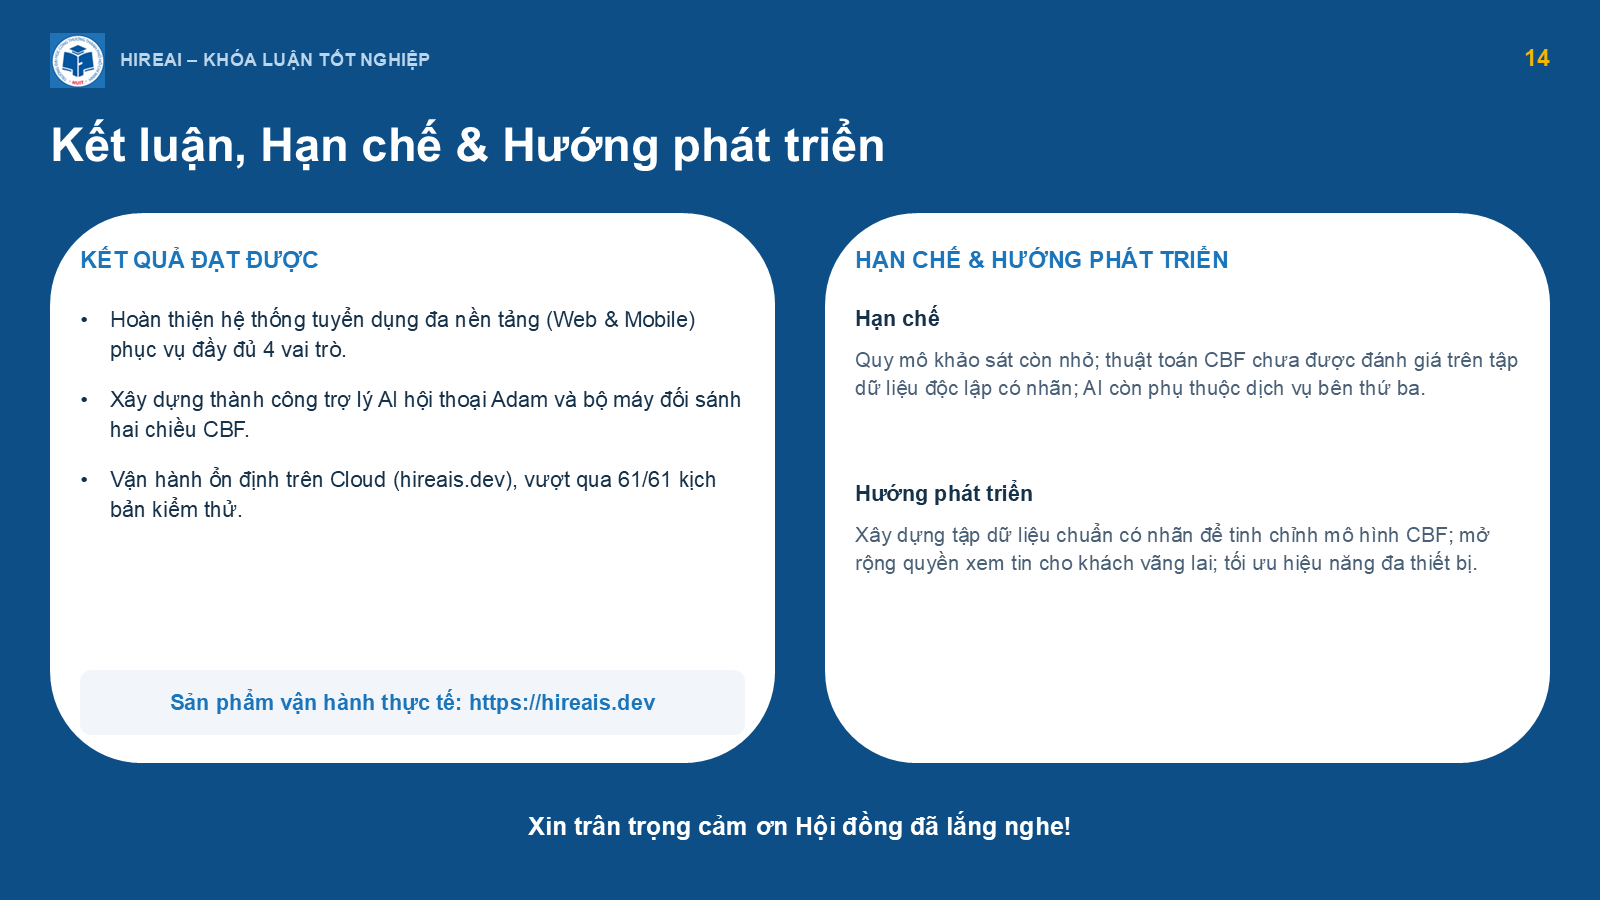 HIREAI – KHÓA LUẬN TỐT NGHIỆP
14
Kết luận, Hạn chế & Hướng phát triển
KẾT QUẢ ĐẠT ĐƯỢC
• Hoàn thiện hệ thống tuyển dụng đa nền tảng (Web & Mobile)
phục vụ đầy đủ 4 vai trò.
• Xây dựng thành công trợ lý AI hội thoại Adam và bộ máy đối sánh
hai chiều CBF.
• Vận hành ổn định trên Cloud (hireais.dev), vượt qua 61/61 kịch
bản kiểm thử.
Sản phẩm vận hành thực tế: https://hireais.dev
HẠN CHẾ & HƯỚNG PHÁT TRIỂN
Hạn chế
Quy mô khảo sát còn nhỏ; thuật toán CBF chưa được đánh giá trên tập
dữ liệu độc lập có nhãn; AI còn phụ thuộc dịch vụ bên thứ ba.
Hướng phát triển
Xây dựng tập dữ liệu chuẩn có nhãn để tinh chỉnh mô hình CBF; mở
rộng quyền xem tin cho khách vãng lai; tối ưu hiệu năng đa thiết bị.
Xin trân trọng cảm ơn Hội đồng đã lắng nghe!